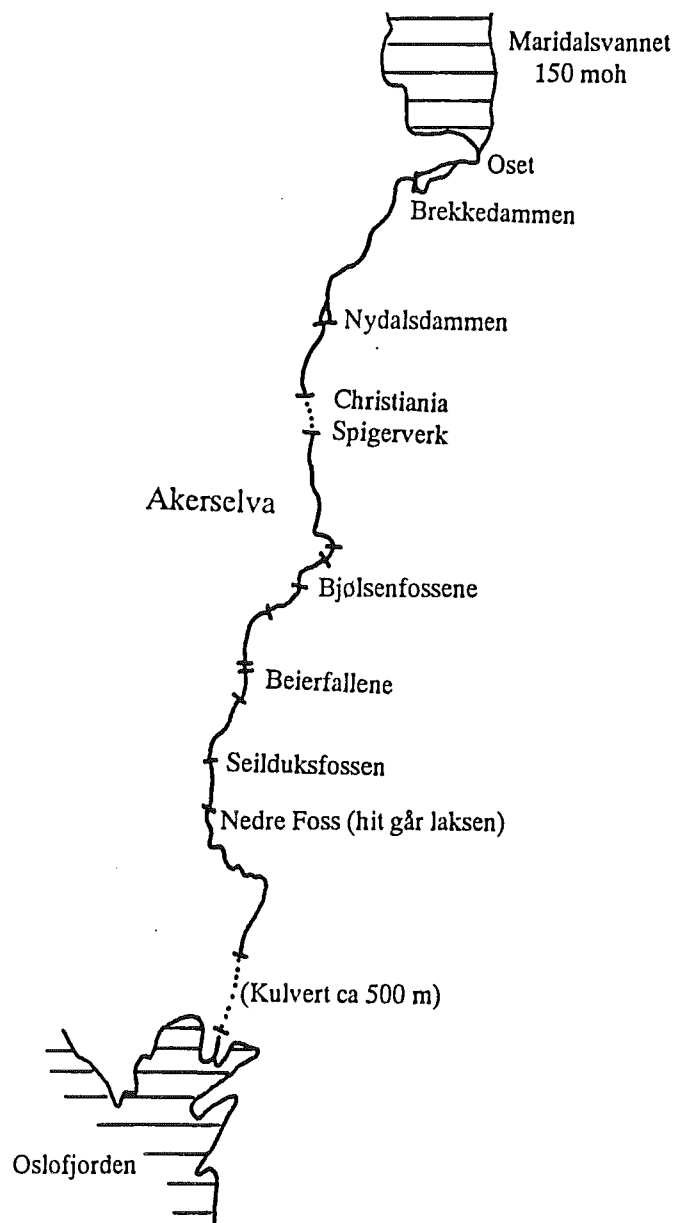 Maridalsvannet
150 moh
Oset
Brekkedammen
Nydalsdammen
Christiania
Spigerverk
Akerselva
Bjølsenfossene
Beierfallene
Seilduksfossen
Nedre Foss (hit går laksen)
(Kulvert ca 500 m)
Oslofjorden